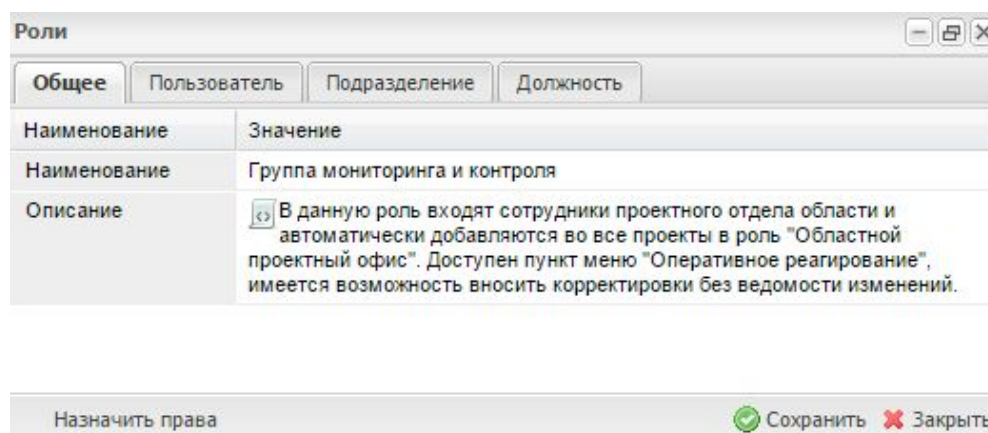 Роли
Общее Пользователь Подразделение Должность
Наименование Значение
Наименование Группа мониторинга и контроля
Описание В данную роль входят сотрудники проектного отдела области и
автоматически добавляются во все проекты в роль "Областной
проектный офис". Доступен пункт меню "Оперативное реагирование",
имеется возможность вносить корректировки без ведомости изменений.
Назначить права Сохранить Закрыть